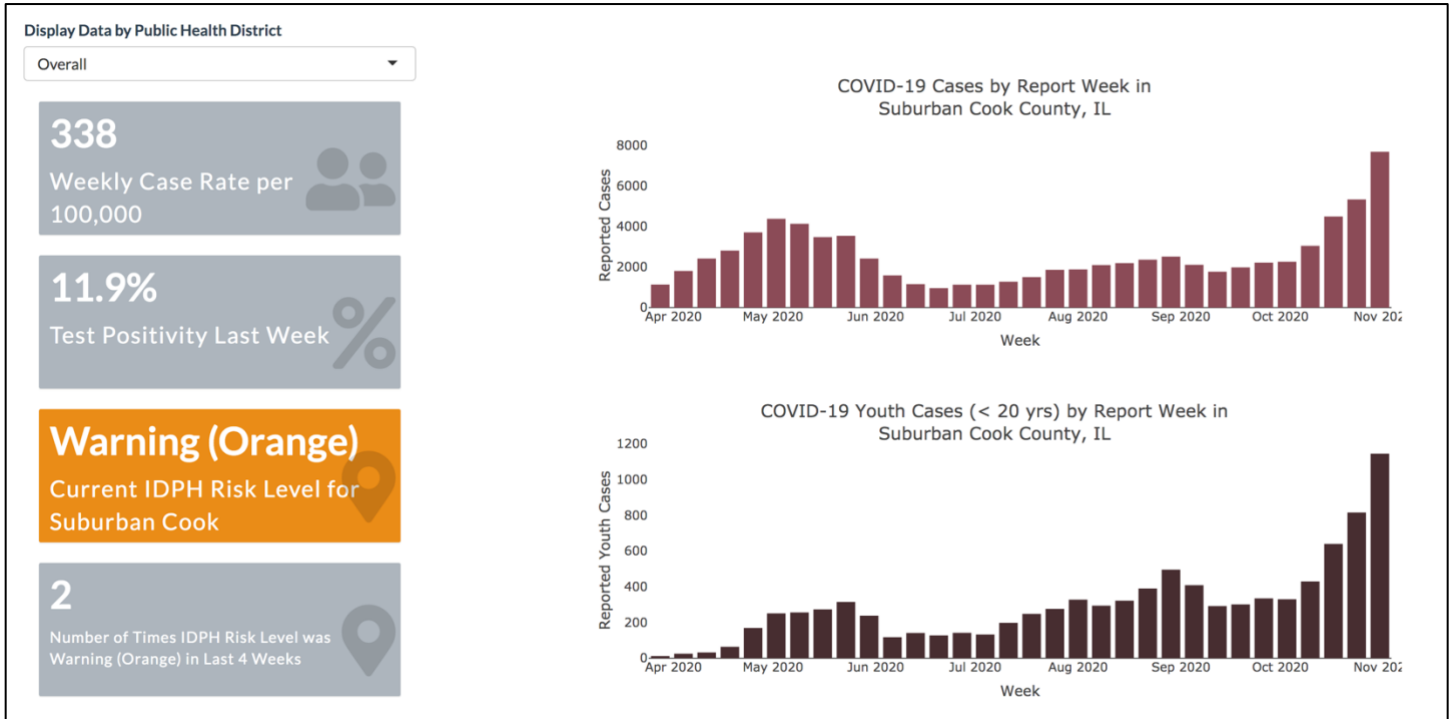 Display Data by Public Health District
Overall
338
Weekly Case Rate per
100,000
11.9%
Test Positivity Last Week
Warning (Orange)
Current IDPH Risk Level for
Suburban Cook
2
Number of Times IDPH Risk Level was
Warning (Orange) in Last 4 Weeks
COVID-19 Cases by Report Week in
Suburban Cook County, IL
Reported Cases
8000
6000
4000
2000
0
Apr 2020 May 2020 Jun 2020 Jul 2020 Aug 2020 Sep 2020 Oct 2020 Nov 202
Week
COVID-19 Youth Cases (< 20 yrs) by Report Week in
Suburban Cook County, IL
Reported Youth Cases
1200
1000
800
600
400
200
0
Apr 2020 May 2020 Jun 2020 Jul 2020 Aug 2020 Sep 2020 Oct 2020 Nov 202
Week